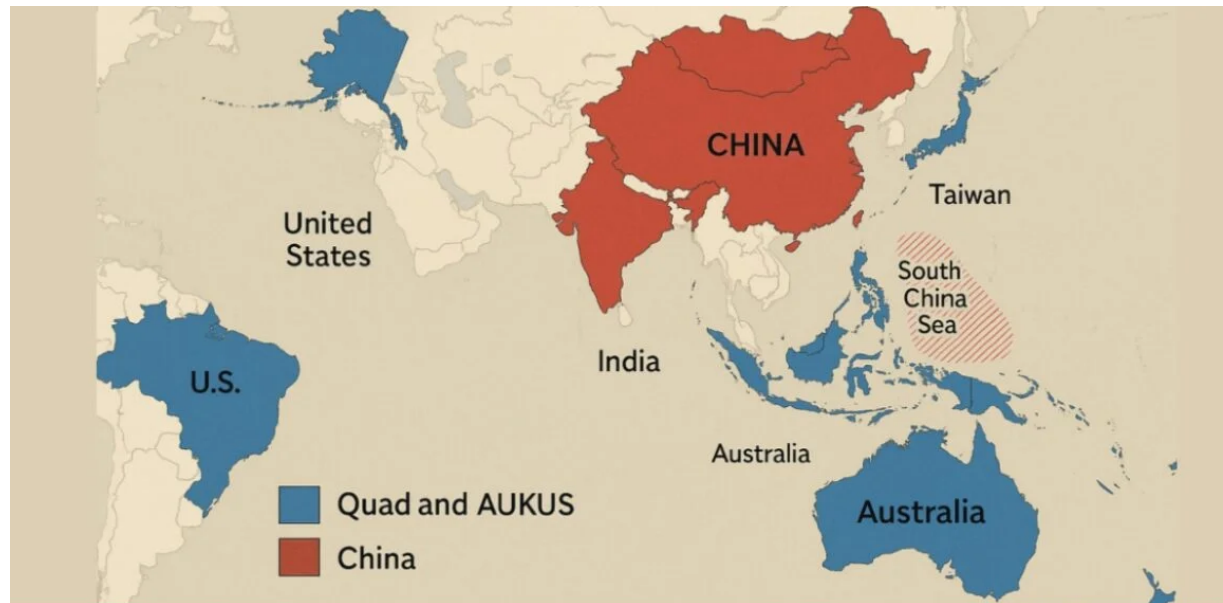 CHINA
Taiwan
United
States
South
China
Sea
India
U.S.
Australia
Australia
Quad and AUKUS
China